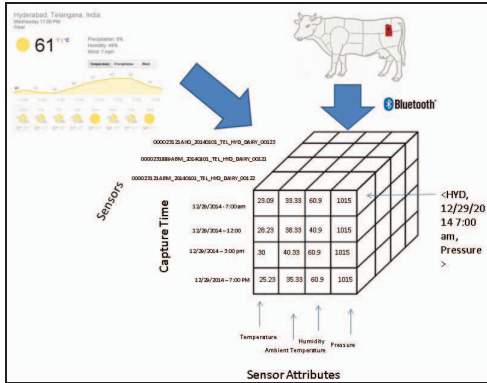 Hyderabad, Telangana, India
Wednesday 11:00 PM
Clear
61 °F | °C
Precipitation: 0%
Humidity: 40%
Wind: 7 mph
Temperature Precipitation Wind
Bluetooth
Sensors
Capture Time
12/29/2014 - 7:00 am
12/29/2014 - 12:00
12/29/2014 - 3:00 pm
12/29/2014 - 7:00 PM
23.09 33.33 60.9 1015
28.23 38.33 40.9 1015
30 40.33 60.9 1015
25.23 35.33 60.9 1015
<HYD,
12/29/20
14 7:00
am,
Pressure
>
Temperature
Ambient Temperature
Humidity
Pressure
Sensor Attributes